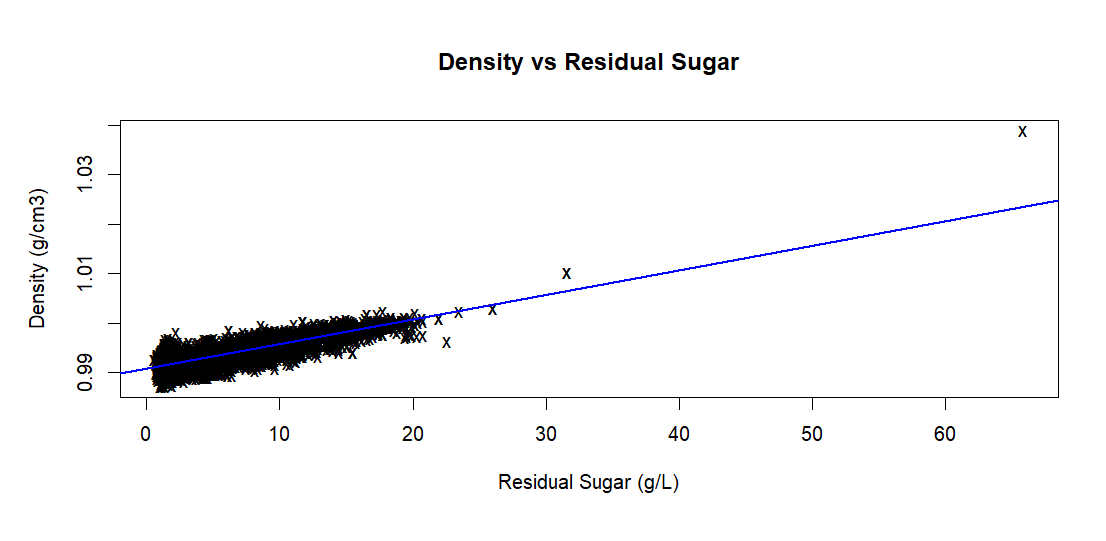 Density vs Residual Sugar
Density (g/cm3)
1.03
1.01
0.99
0 10 20 30 40 50 60
Residual Sugar (g/L)